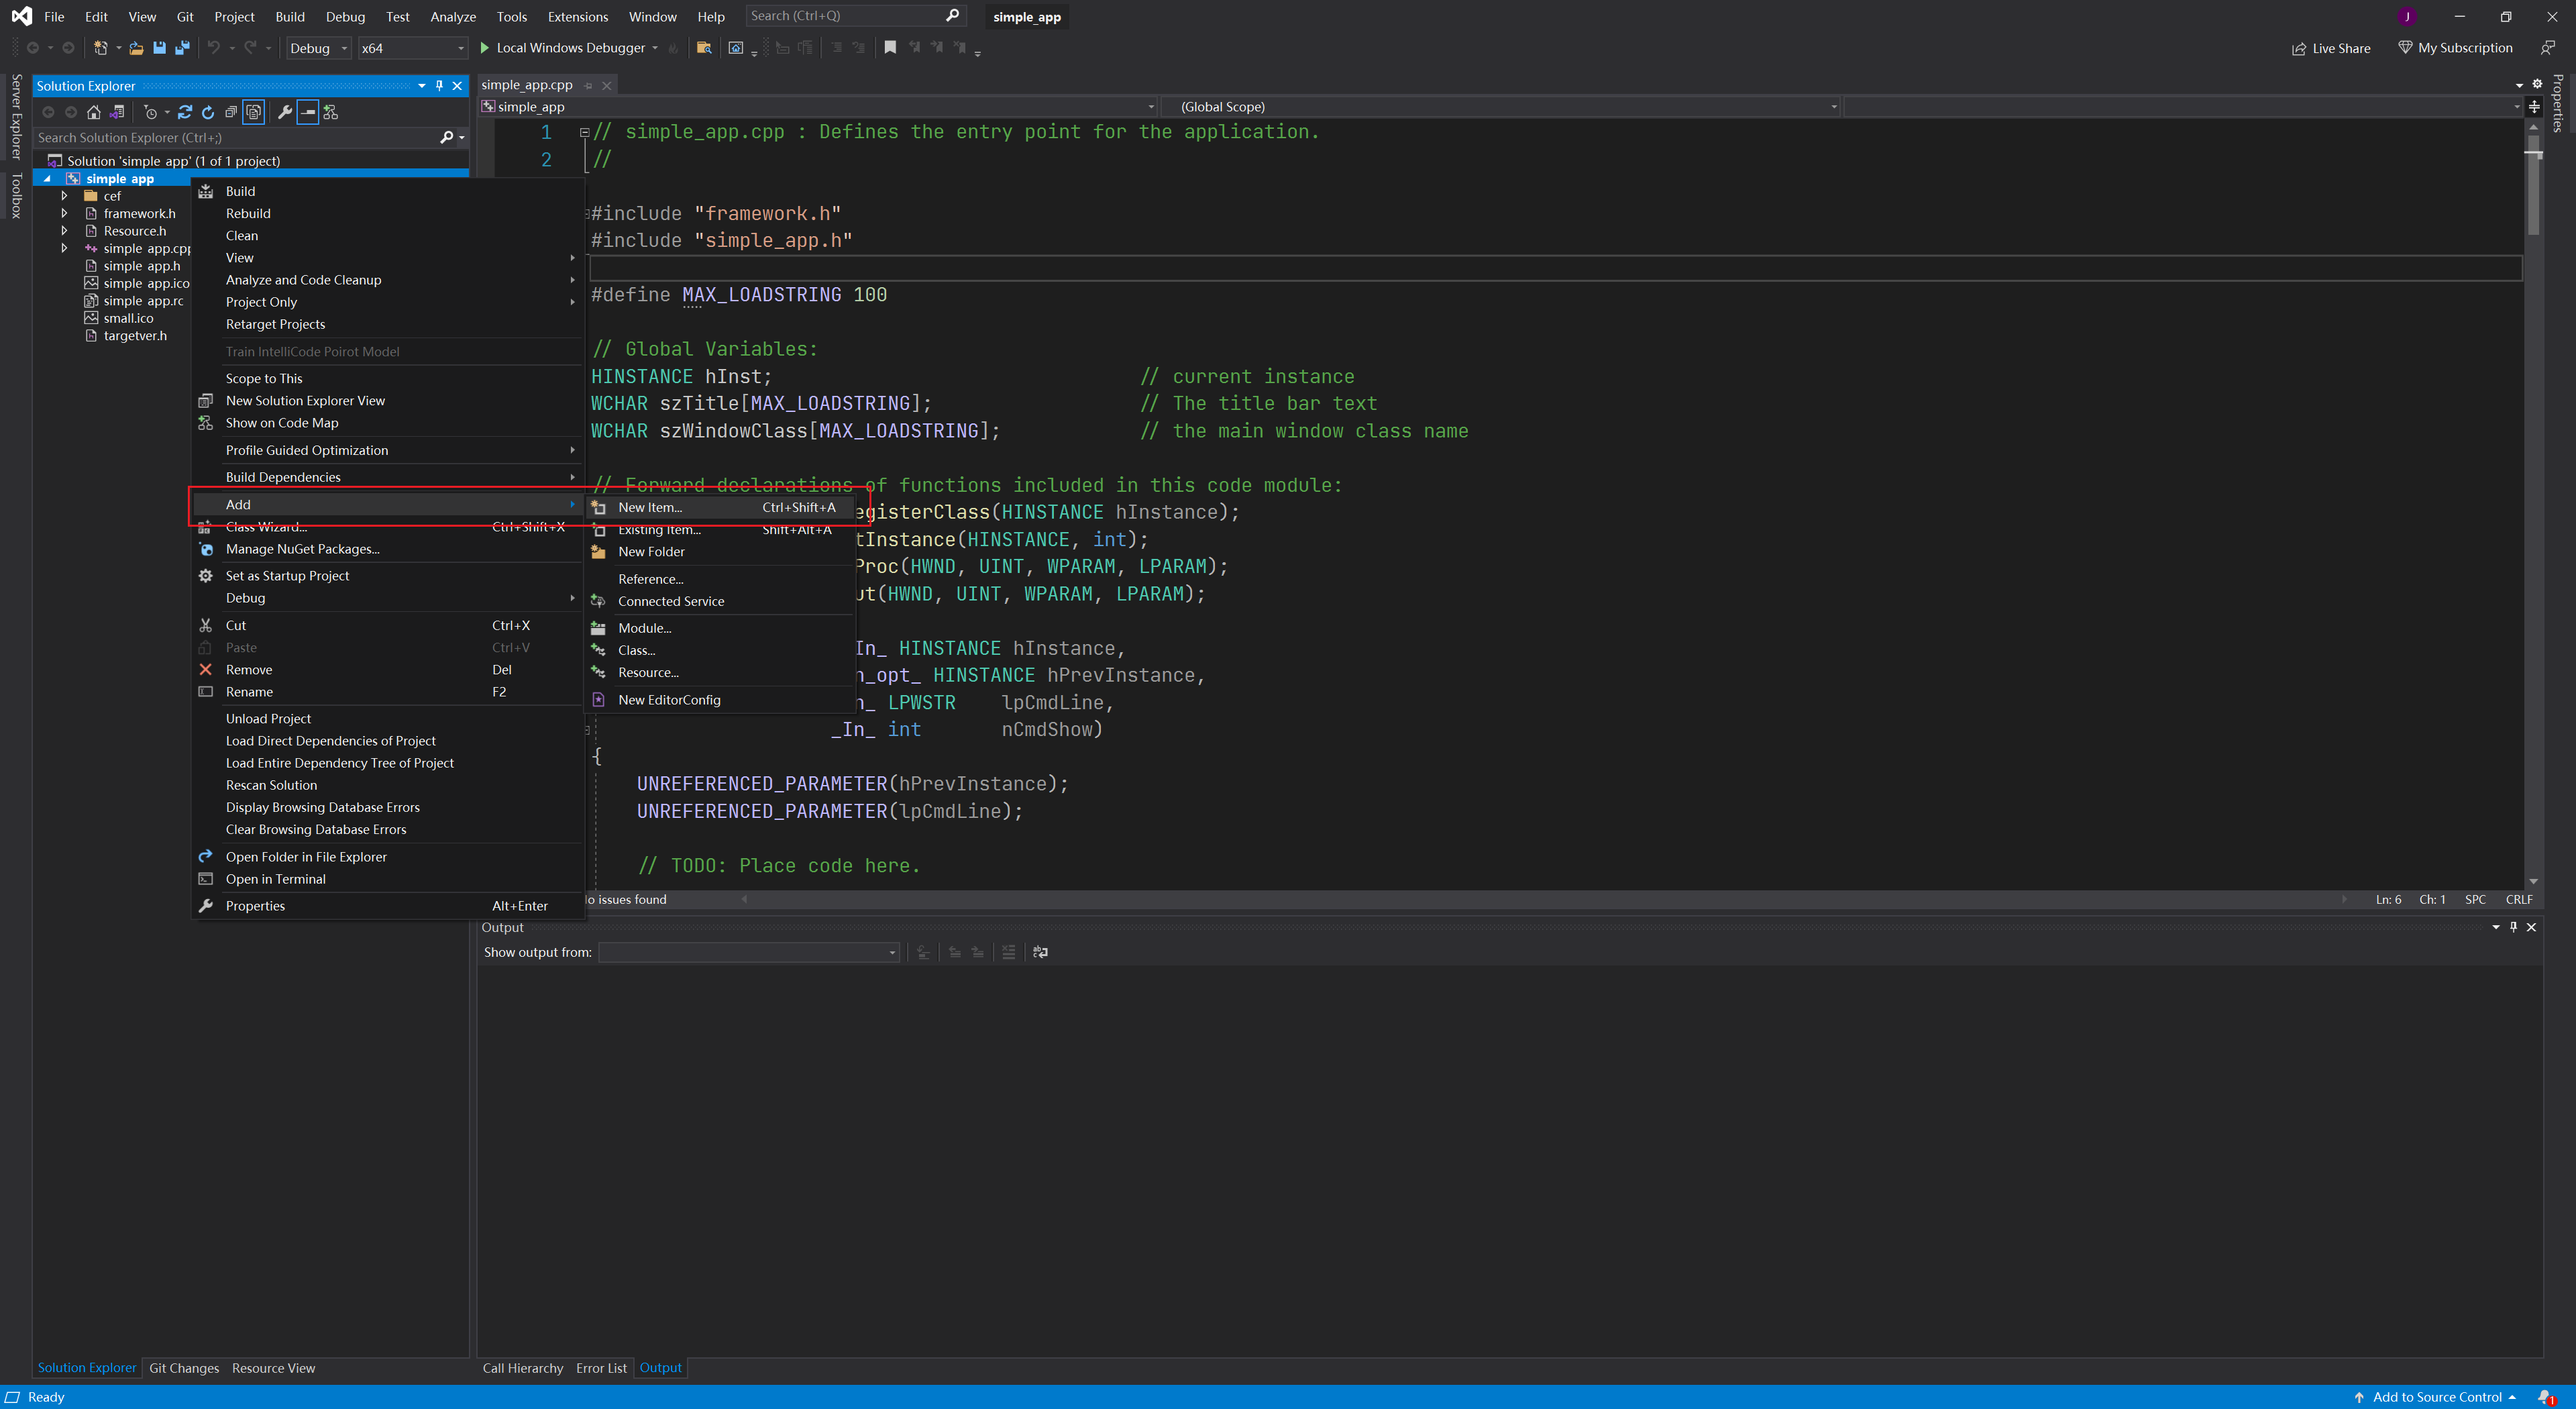 File Edit View Git Project Build Debug Test Analyze Tools Extensions Window Help Search (Ctrl+Q) simple_app J
Debug x64 Local Windows Debugger Live Share My Subscription
Server Explorer
Toolbox
Properties
Solution Explorer
Search Solution Explorer (Ctrl+;)
Solution 'simple_app' (1 of 1 project)
simple_app
cef
framework.h
Resource.h
simple_app.cpp
simple_app.h
simple_app.ico
simple_app.rc
small.ico
targetver.h
Build
Rebuild
Clean
View
Analyze and Code Cleanup
Project Only
Retarget Projects
Train IntelliCode Poirot Model
Scope to This
New Solution Explorer View
Show on Code Map
Profile Guided Optimization
Build Dependencies
Add
Class Wizard... Ctrl+Shift+X
Manage NuGet Packages...
Set as Startup Project
Debug
Cut Ctrl+X
Paste Ctrl+V
Remove Del
Rename F2
Unload Project
Load Direct Dependencies of Project
Load Entire Dependency Tree of Project
Rescan Solution
Display Browsing Database Errors
Clear Browsing Database Errors
Open Folder in File Explorer
Open in Terminal
Properties Alt+Enter
New Item... Ctrl+Shift+A
Existing Item... Shift+Alt+A
New Folder
Reference...
Connected Service
Module...
Class...
Resource...
New EditorConfig
simple_app.cpp
simple_app (Global Scope)
1 // simple_app.cpp : Defines the entry point for the application.
2 //
#include "framework.h"
#include "simple_app.h"
#define MAX_LOADSTRING 100
// Global Variables:
HINSTANCE hInst; // current instance
WCHAR szTitle[MAX_LOADSTRING]; // The title bar text
WCHAR szWindowClass[MAX_LOADSTRING]; // the main window class name
// Forward declarations of functions included in this code module:
egisterClass(HINSTANCE hInstance);
tInstance(HINSTANCE, int);
Proc(HWND, UINT, WPARAM, LPARAM);
ut(HWND, UINT, WPARAM, LPARAM);
In_ HINSTANCE hInstance,
n_opt_ HINSTANCE hPrevInstance,
n_ LPWSTR lpCmdLine,
_In_ int nCmdShow)
{
UNREFERENCED_PARAMETER(hPrevInstance);
UNREFERENCED_PARAMETER(lpCmdLine);
// TODO: Place code here.
o issues found Ln: 6 Ch: 1 SPC CRLF
Output
Show output from:
Solution Explorer Git Changes Resource View
Call Hierarchy Error List Output
Ready Add to Source Control 1